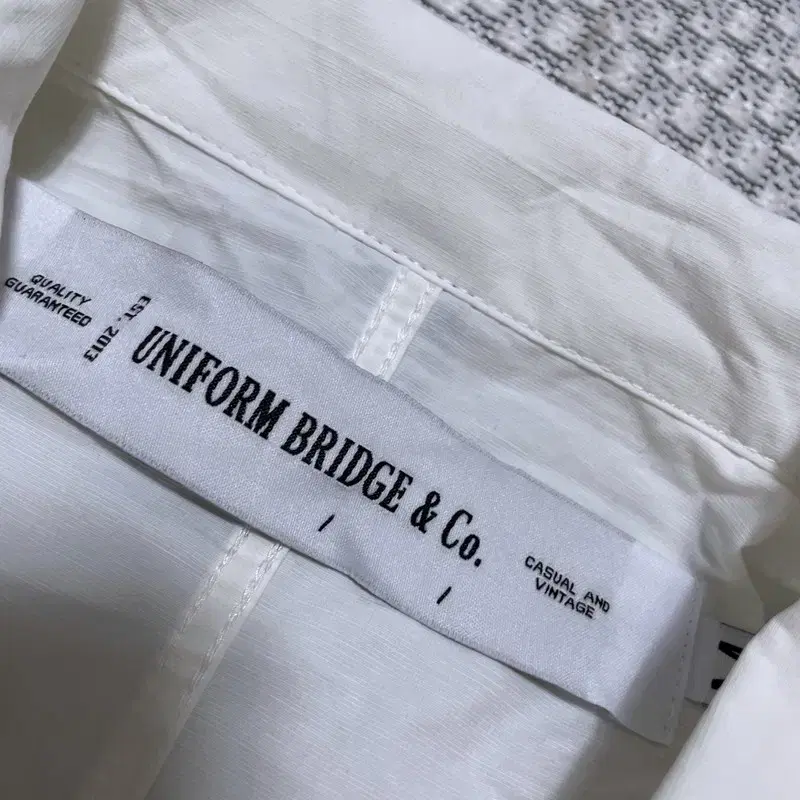 QUALITY
GUARANTEED
EST. 2013
UNIFORM BRIDGE & Co.
CASUAL AND
VINTAGE